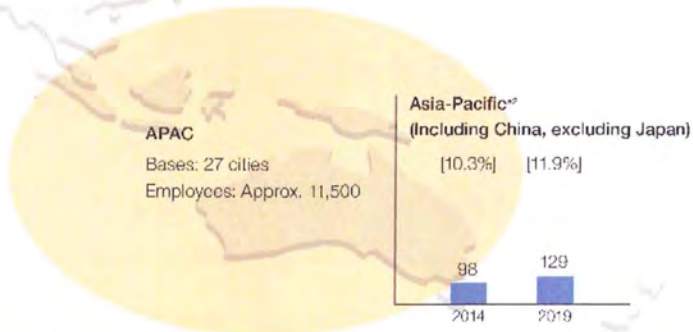 APAC
Bases: 27 cities
Employees: Approx. 11,500
Asia-Pacific*²
(Including China, excluding Japan)
[10.3%] [11.9%]
98 129
2014 2019